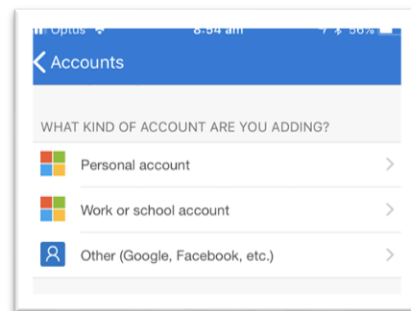 Optus 8:54 am 56%
Accounts
WHAT KIND OF ACCOUNT ARE YOU ADDING?
Personal account
Work or school account
Other (Google, Facebook, etc.)